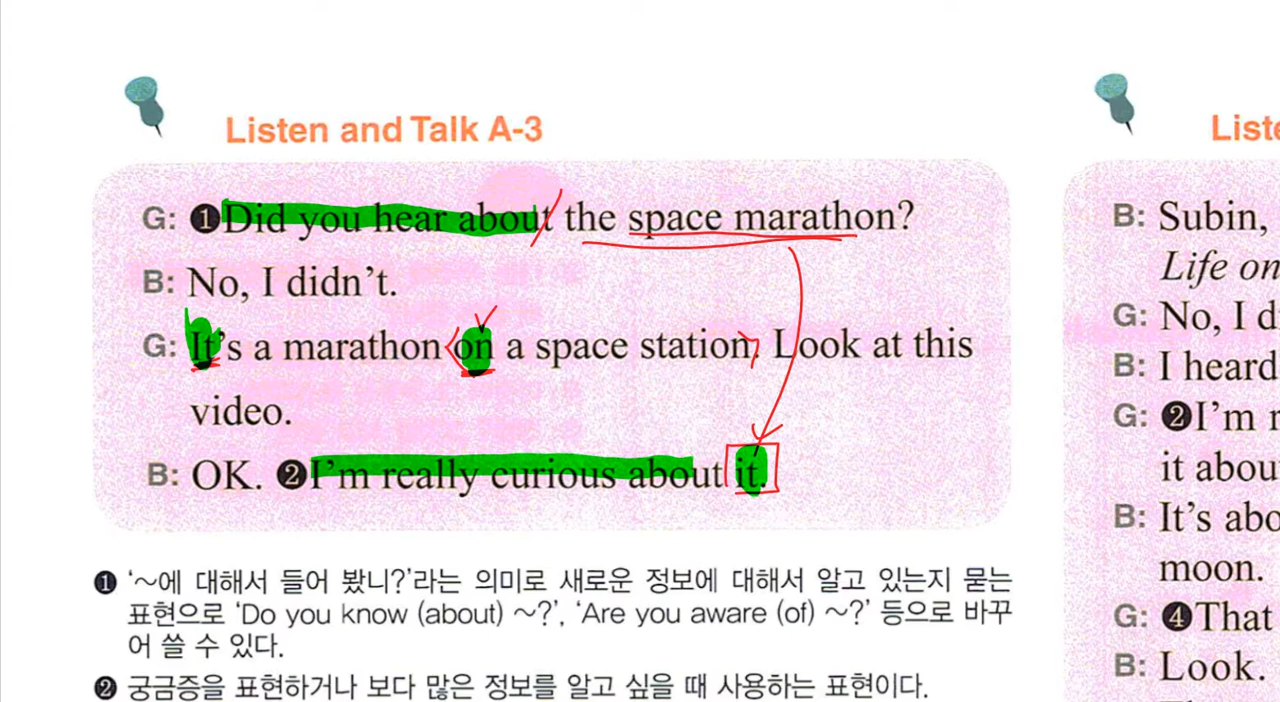 Listen and Talk A-3
G: ❶Did you hear about the space marathon?
B: No, I didn't.
G: It's a marathon on a space station. Look at this
video.
B: OK. ❷I'm really curious about it.
❶ '~에 대해서 들어 봤니?'라는 의미로 새로운 정보에 대해서 알고 있는지 묻는
표현으로 'Do you know (about) ~?', 'Are you aware (of) ~?' 등으로 바꾸
어 쓸 수 있다.
❷ 궁금증을 표현하거나 보다 많은 정보를 알고 싶을 때 사용하는 표현이다.
B: Subin,
Life on
G: No, I d
B: I heard
G: ❷I'm r
it abou
B: It's abo
moon.
G: ❹That
B: Look.